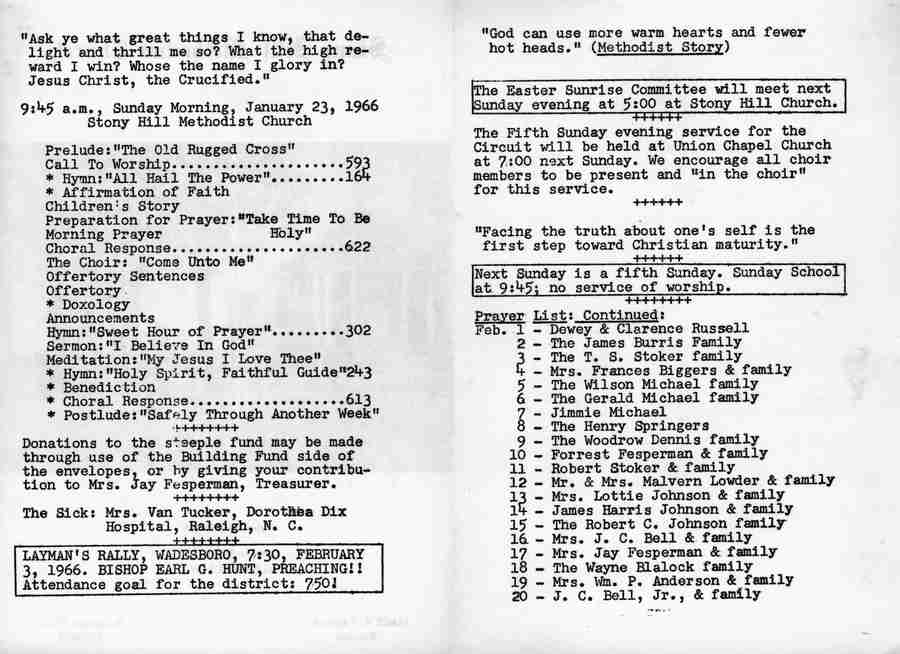 "Ask ye what great things I know, that de-
light and thrill me so? What the high re-
ward I win? Whose the name I glory in?
Jesus Christ, the Crucified."
9:45 a.m., Sunday Morning, January 23, 1966
Stony Hill Methodist Church
Prelude:"The Old Rugged Cross"
Call To Worship......................593
* Hymn:"All Hail The Power".........164
* Affirmation of Faith
Children's Story
Preparation for Prayer:"Take Time To Be
Morning Prayer Holy"
Choral Response......................622
The Choir: "Come Unto Me"
Offertory Sentences
Offertory
* Doxology
Announcements
Hymn:"Sweet Hour of Prayer".........302
Sermon:"I Believe In God"
Meditation:"My Jesus I Love Thee"
* Hymn:"Holy Spirit, Faithful Guide"243
* Benediction
* Choral Response...................613
* Postlude:"Safely Through Another Week"
++++++++
Donations to the steeple fund may be made
through use of the Building Fund side of
the envelopes, or by giving your contribu-
tion to Mrs. Jay Fesperman, Treasurer.
++++++++
The Sick: Mrs. Van Tucker, Dorothea Dix
Hospital, Raleigh, N. C.
++++++++
LAYMAN'S RALLY, WADESBORO, 7:30, FEBRUARY
3, 1966. BISHOP EARL G. HUNT, PREACHING!!
Attendance goal for the district: 750!
"God can use more warm hearts and fewer
hot heads." (Methodist Story)
The Easter Sunrise Committee will meet next
Sunday evening at 5:00 at Stony Hill Church.
++++++
The Fifth Sunday evening service for the
Circuit will be held at Union Chapel Church
at 7:00 next Sunday. We encourage all choir
members to be present and "in the choir"
for this service.
++++++
"Facing the truth about one's self is the
first step toward Christian maturity."
++++++
Next Sunday is a fifth Sunday. Sunday School
at 9:45; no service of worship.
++++++++
Prayer List: Continued:
Feb. 1 - Dewey & Clarence Russell
2 - The James Burris Family
3 - The T. S. Stoker family
4 - Mrs. Frances Biggers & family
5 - The Wilson Michael family
6 - The Gerald Michael family
7 - Jimmie Michael
8 - The Henry Springers
9 - The Woodrow Dennis family
10 - Forrest Fesperman & family
11 - Robert Stoker & family
12 - Mr. & Mrs. Malvern Lowder & family
13 - Mrs. Lottie Johnson & family
14 - James Harris Johnson & family
15 - The Robert C. Johnson family
16 - Mrs. J. C. Bell & family
17 - Mrs. Jay Fesperman & family
18 - The Wayne Blalock family
19 - Mrs. Wm. P. Anderson & family
20 - J. C. Bell, Jr., & family